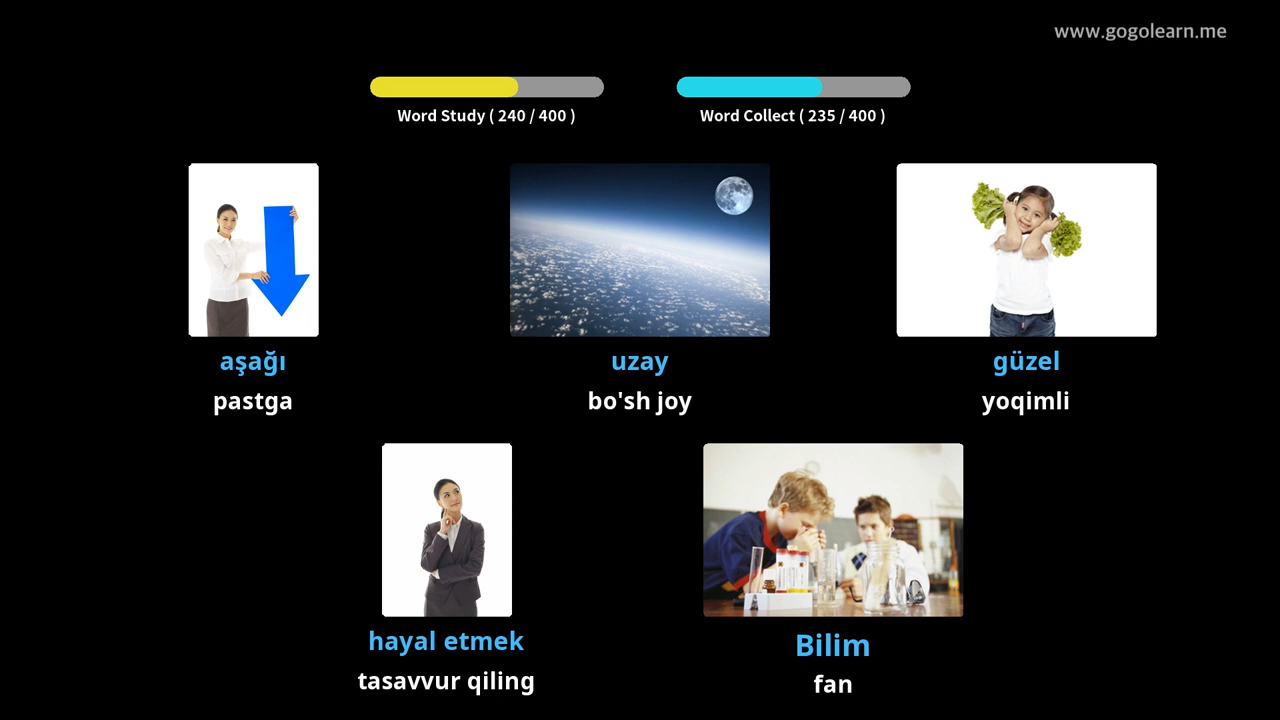 www.gogolearn.me
Word Study ( 240 / 400 )
Word Collect ( 235 / 400 )
aşağı
pastga
uzay
bo'sh joy
güzel
yoqimli
hayal etmek
tasavvur qiling
Bilim
fan